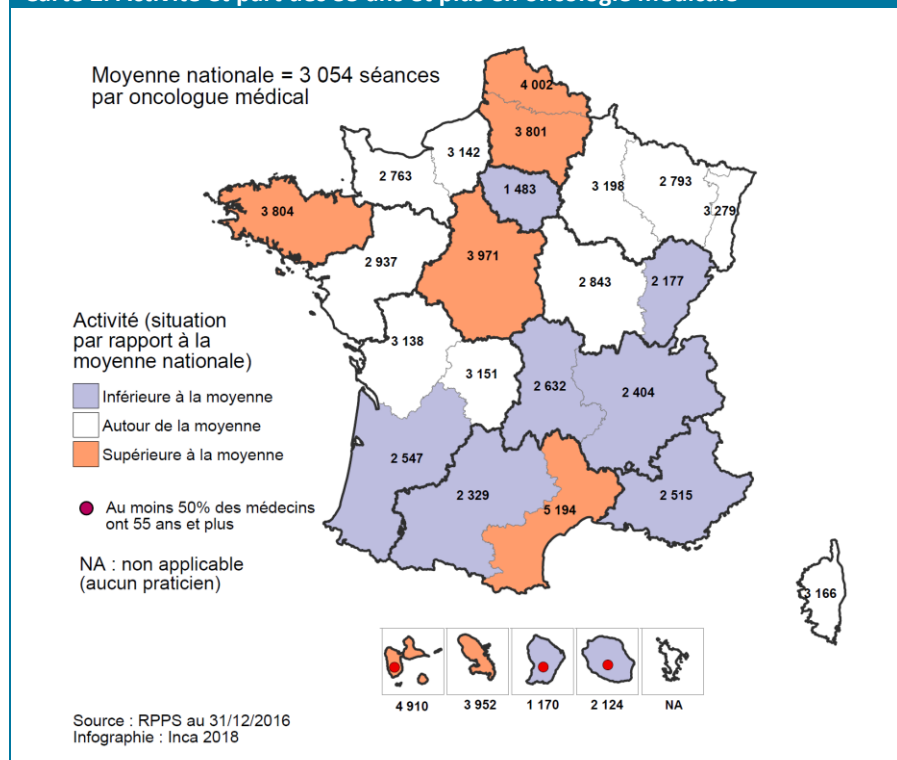 Moyenne nationale = 3 054 séances
par oncologue médical
4 002
3 801
3 142
2 763
1 483
3 198
2 793
3 279
3 804
2 937
3 971
2 843
2 177
Activité (situation
par rapport à la
moyenne nationale)
3 138
3 151
2 632
2 404
Inférieure à la moyenne
Autour de la moyenne
Supérieure à la moyenne
2 547
2 329
5 194
2 515
Au moins 50% des médecins
ont 55 ans et plus
NA : non applicable
(aucun praticien)
3 166
4 910
3 952
1 170
2 124
NA
Source : RPPS au 31/12/2016
Infographie : Inca 2018